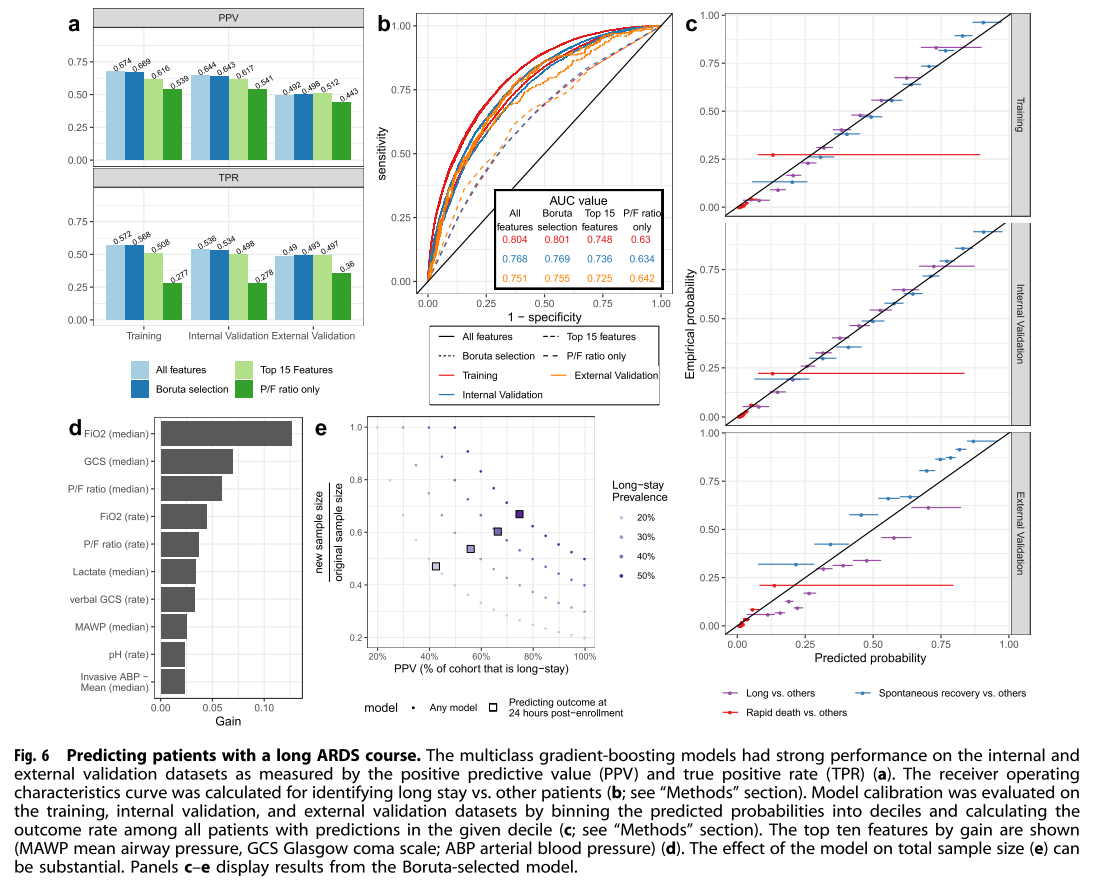 a
PPV
0.75
0.50
0.25
0.00
0.674
0.669
0.616
0.539
0.644
0.643
0.617
0.541
0.492
0.498
0.512
0.443
TPR
0.75
0.50
0.25
0.00
0.572
0.568
0.508
0.277
0.536
0.534
0.498
0.278
0.49
0.493
0.497
0.36
Training Internal Validation External Validation
All features Top 15 Features
Boruta selection P/F ratio only
b
sensitivity
1.00
0.75
0.50
0.25
0.00
AUC value
All features Boruta selection Top 15 features P/F ratio only
0.804 0.801 0.748 0.63
0.768 0.769 0.736 0.634
0.751 0.755 0.725 0.642
0.00 0.25 0.50 0.75 1.00
1 − specificity
All features Top 15 features
Boruta selection P/F ratio only
Training External Validation
Internal Validation
c
Empirical probability
1.00
0.75
0.50
0.25
0.00
Training
0.75
0.50
0.25
0.00
Internal Validation
1.00
0.75
0.50
0.25
0.00
External Validation
0.00 0.25 0.50 0.75 1.00
Predicted probability
Long vs. others Spontaneous recovery vs. others
Rapid death vs. others
d
FiO2 (median)
GCS (median)
P/F ratio (median)
FiO2 (rate)
P/F ratio (rate)
Lactate (median)
verbal GCS (rate)
MAWP (median)
pH (rate)
Invasive ABP −
Mean (median)
0.00 0.05 0.10
Gain
e
new sample size
original sample size
1.0
0.8
0.6
0.4
0.2
20% 40% 60% 80% 100%
PPV (% of cohort that is long−stay)
Long−stay
Prevalence
20%
30%
40%
50%
model Any model Predicting outcome at
24 hours post−enrollment
Fig. 6 Predicting patients with a long ARDS course. The multiclass gradient-boosting models had strong performance on the internal and
external validation datasets as measured by the positive predictive value (PPV) and true positive rate (TPR) (a). The receiver operating
characteristics curve was calculated for identifying long stay vs. other patients (b; see “Methods” section). Model calibration was evaluated on
the training, internal validation, and external validation datasets by binning the predicted probabilities into deciles and calculating the
outcome rate among all patients with predictions in the given decile (c; see “Methods” section). The top ten features by gain are shown
(MAWP mean airway pressure, GCS Glasgow coma scale; ABP arterial blood pressure) (d). The effect of the model on total sample size (e) can
be substantial. Panels c–e display results from the Boruta-selected model.